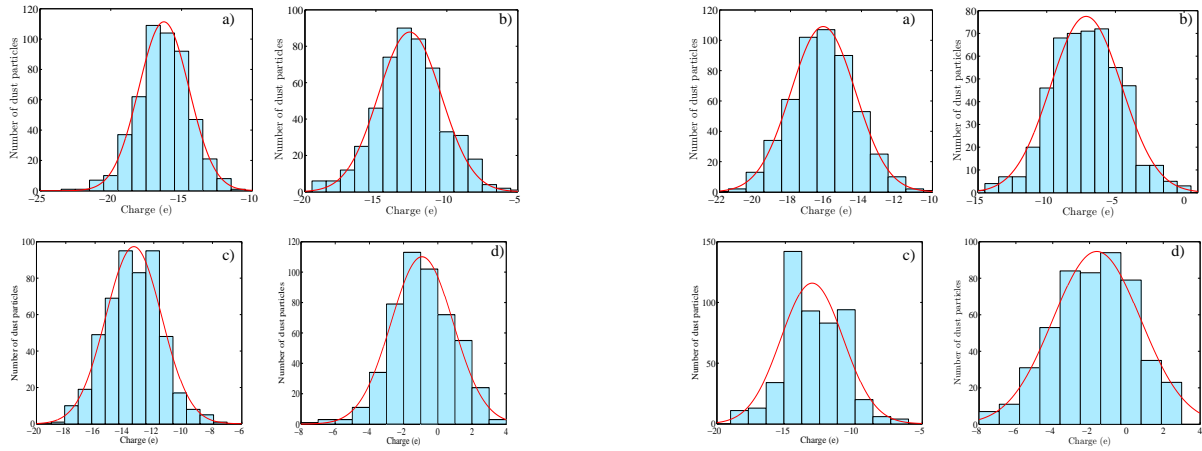 a)
Number of dust particles
120
100
80
60
40
20
0
−25 −20 −15 −10
Charge (e)
b)
Number of dust particles
100
80
60
40
20
0
−20 −15 −10 −5
Charge (e)
a)
Number of dust particles
120
100
80
60
40
20
0
−22 −20 −18 −16 −14 −12 −10
Charge (e)
b)
Number of dust particles
80
70
60
50
40
30
20
10
0
−15 −10 −5 0
Charge (e)
c)
Number of dust particles
100
80
60
40
20
0
−20 −18 −16 −14 −12 −10 −8 −6
Charge (e)
d)
Number of dust particles
120
100
80
60
40
20
0
−8 −6 −4 −2 0 2 4
Charge (e)
c)
Number of dust particles
150
100
50
0
−20 −15 −10 −5
Charge (e)
d)
Number of dust particles
100
80
60
40
20
0
−8 −6 −4 −2 0 2 4
Charge (e)